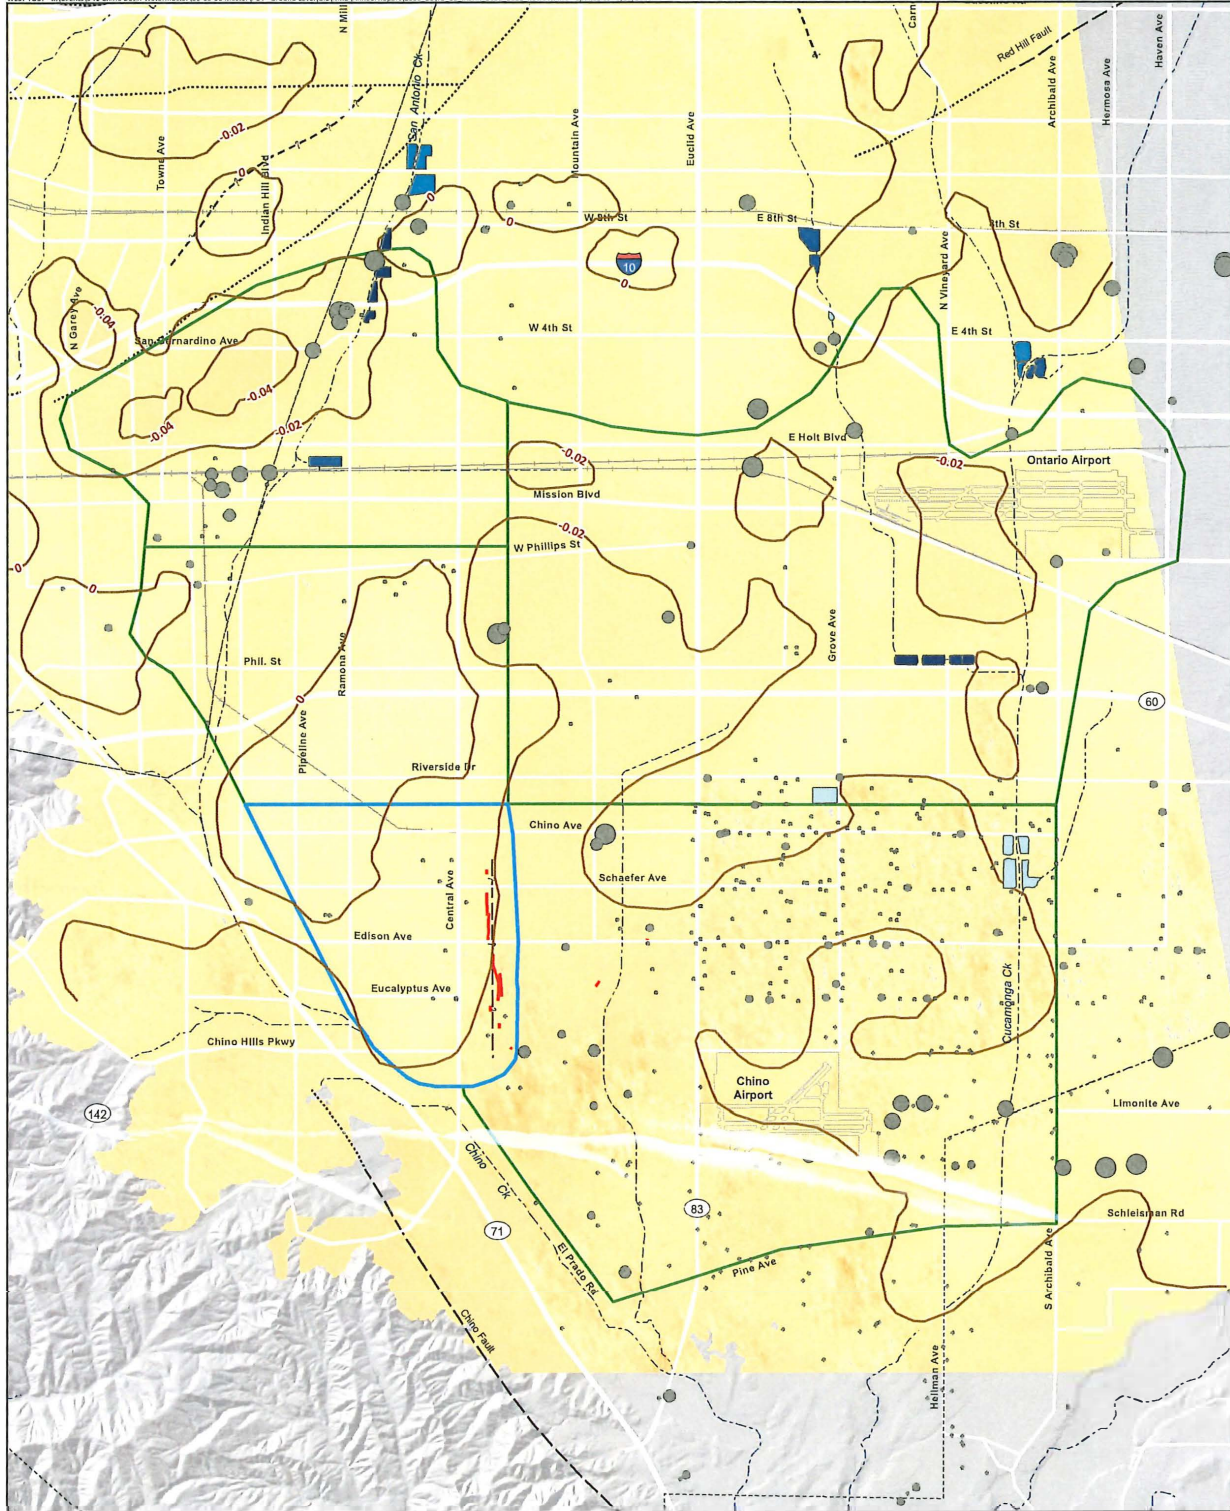 N Mill
San Antonio Ck
Carn
Red Hill Fault
Haven Ave
Hermosa Ave
Archibald Ave
Towne Ave
-0.02
Indian Hill Blvd
0
Mountain Ave
Euclid Ave
0
W 8th St
0
E 8th St
8th St
10
0
N Vineyard Ave
N Garey Ave
-0.04
San Bernardino Ave
W 4th St
E 4th St
-0.04
-0.04
-0.02
E Holt Blvd
-0.02
-0.02
Ontario Airport
Mission Blvd
-0.02
W Phillips St
0
0
Grove Ave
Phil. St
Ramona Ave
0
60
Pipeline Ave
Riverside Dr
Chino Ave
Schaefer Ave
Central Ave
Edison Ave
Eucalyptus Ave
Cucamonga Ck
Chino Hills Pkwy
Chino
Airport
142
Limonite Ave
Chino
Ck
83
71
Schleisman Rd
El Prado Rd
Pine Ave
S Archibald Ave
Chino Fault
Hellman Ave